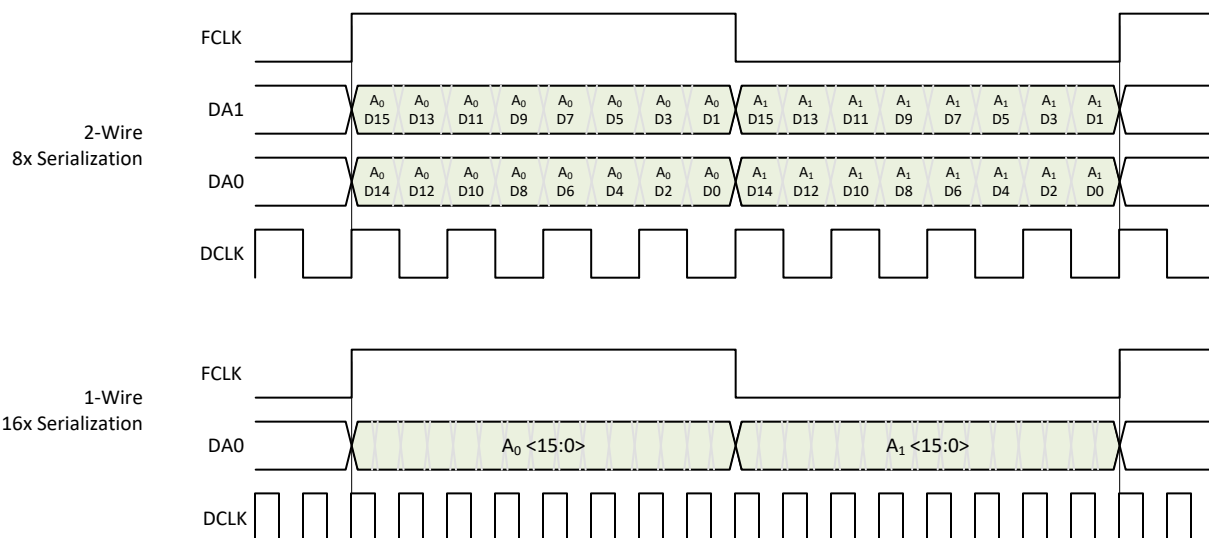 FCLK
DA1
A0 A0 A0 A0 A0 A0 A0 A0 A1 A1 A1 A1 A1 A1 A1 A1
D15 D13 D11 D9 D7 D5 D3 D1 D15 D13 D11 D9 D7 D5 D3 D1
2-Wire
8x Serialization
DA0
A0 A0 A0 A0 A0 A0 A0 A0 A1 A1 A1 A1 A1 A1 A1 A1
D14 D12 D10 D8 D6 D4 D2 D0 D14 D12 D10 D8 D6 D4 D2 D0
DCLK
FCLK
1-Wire
16x Serialization
DA0 A0 <15:0> A1 <15:0>
DCLK